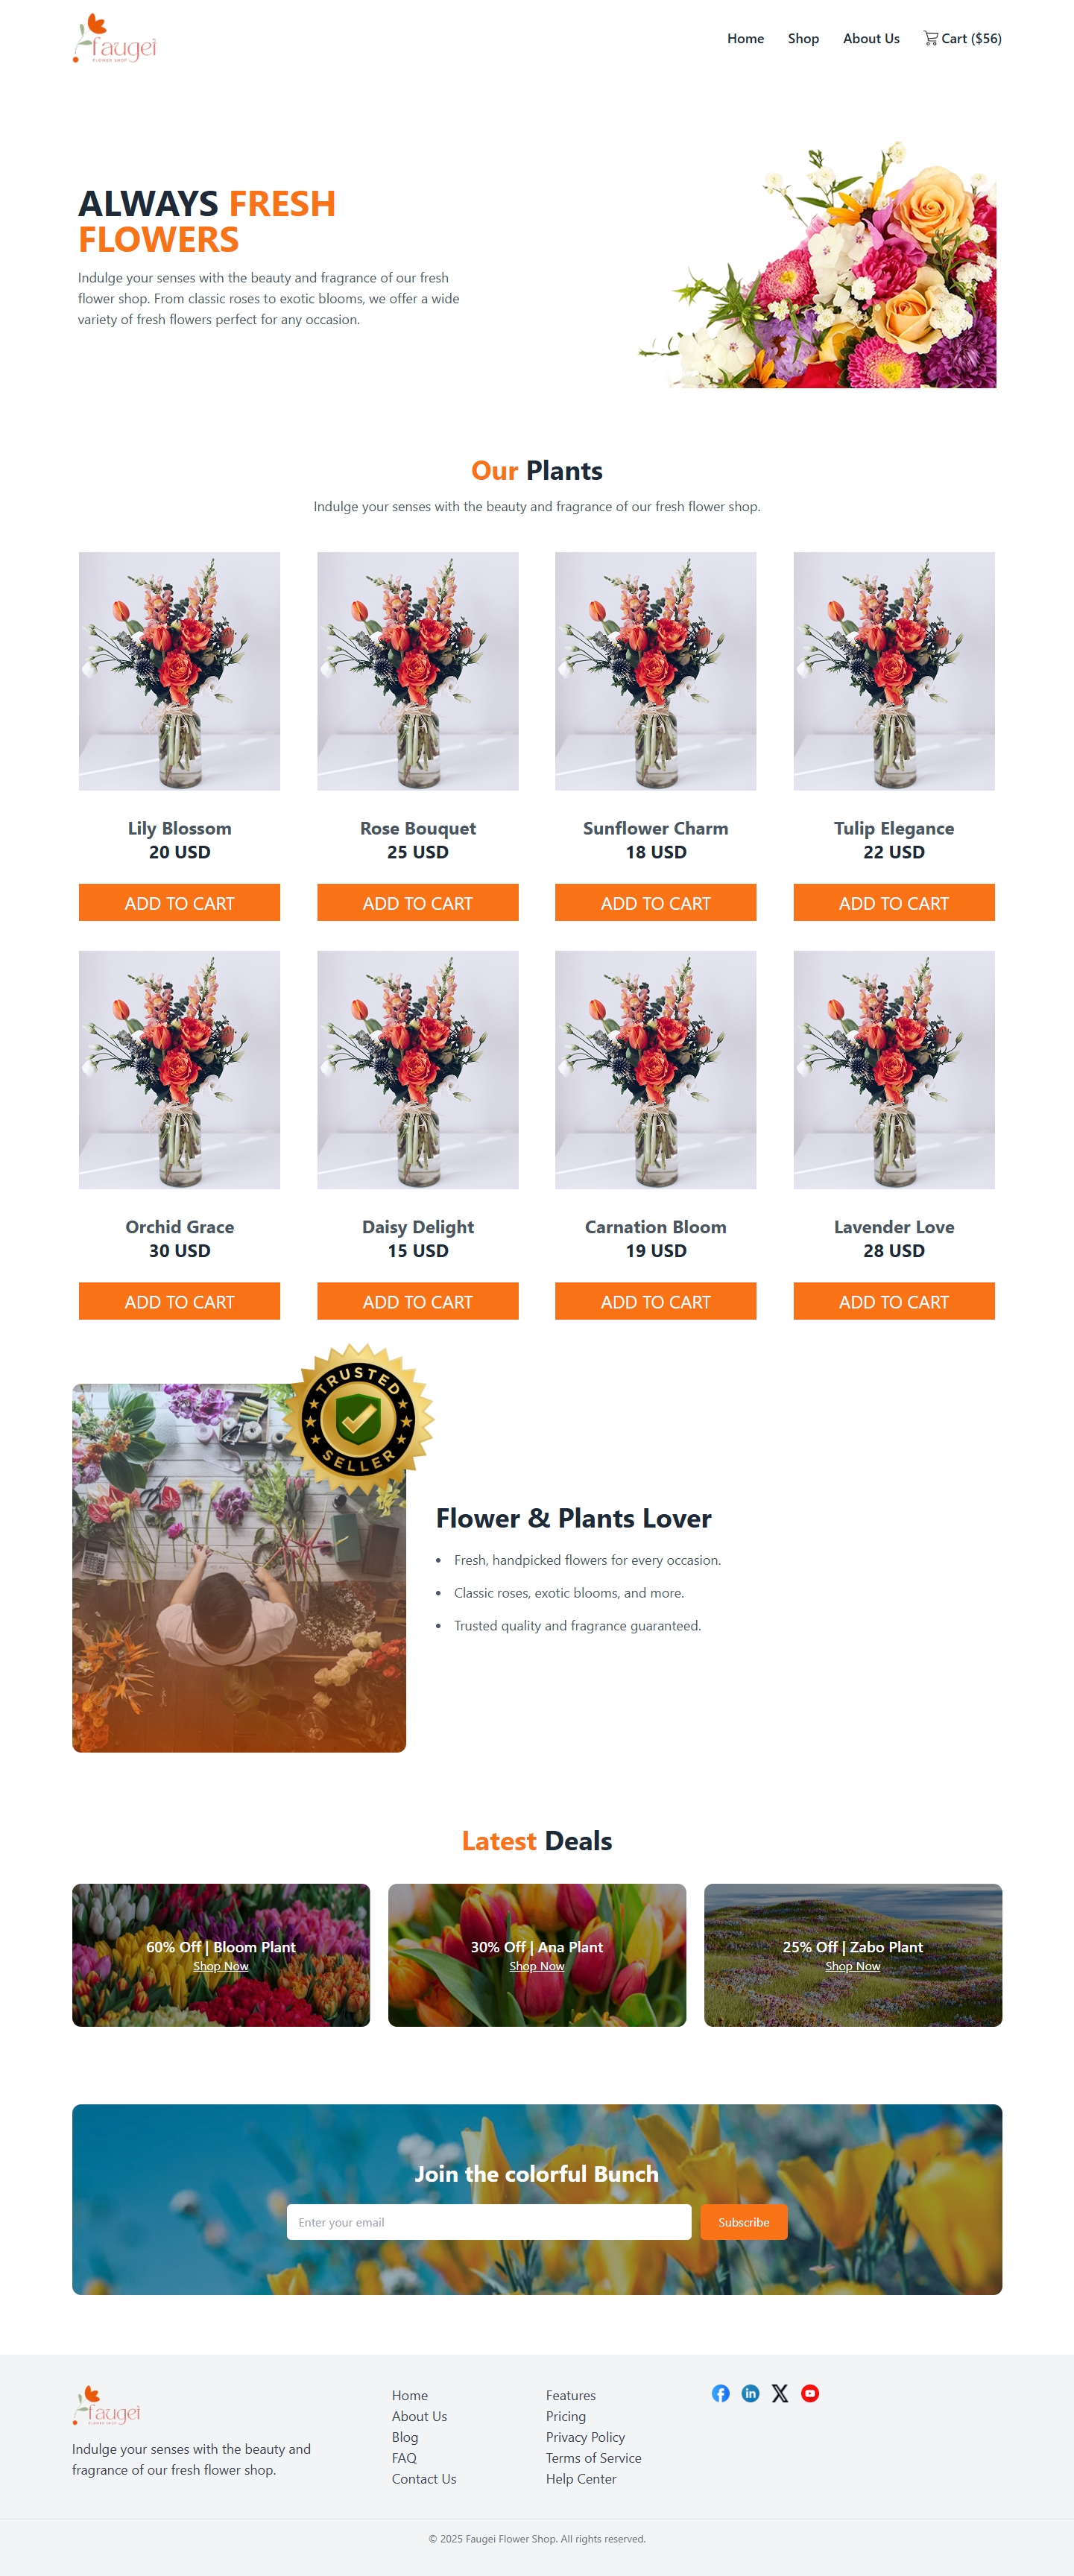 faugei
FLOWER SHOP
Home Shop About Us Cart ($56)
ALWAYS FRESH
FLOWERS
Indulge your senses with the beauty and fragrance of our fresh
flower shop. From classic roses to exotic blooms, we offer a wide
variety of fresh flowers perfect for any occasion.
Our Plants
Indulge your senses with the beauty and fragrance of our fresh flower shop.
Lily Blossom
20 USD
ADD TO CART
Rose Bouquet
25 USD
ADD TO CART
Sunflower Charm
18 USD
ADD TO CART
Tulip Elegance
22 USD
ADD TO CART
Orchid Grace
30 USD
ADD TO CART
Daisy Delight
15 USD
ADD TO CART
Carnation Bloom
19 USD
ADD TO CART
Lavender Love
28 USD
ADD TO CART
TRUSTED
SELLER
Flower & Plants Lover
• Fresh, handpicked flowers for every occasion.
• Classic roses, exotic blooms, and more.
• Trusted quality and fragrance guaranteed.
Latest Deals
60% Off | Bloom Plant
Shop Now
30% Off | Ana Plant
Shop Now
25% Off | Zabo Plant
Shop Now
Join the colorful Bunch
Enter your email
Subscribe
faugei
FLOWER SHOP
Indulge your senses with the beauty and
fragrance of our fresh flower shop.
Home
About Us
Blog
FAQ
Contact Us
Features
Pricing
Privacy Policy
Terms of Service
Help Center
in
© 2025 Faugei Flower Shop. All rights reserved.